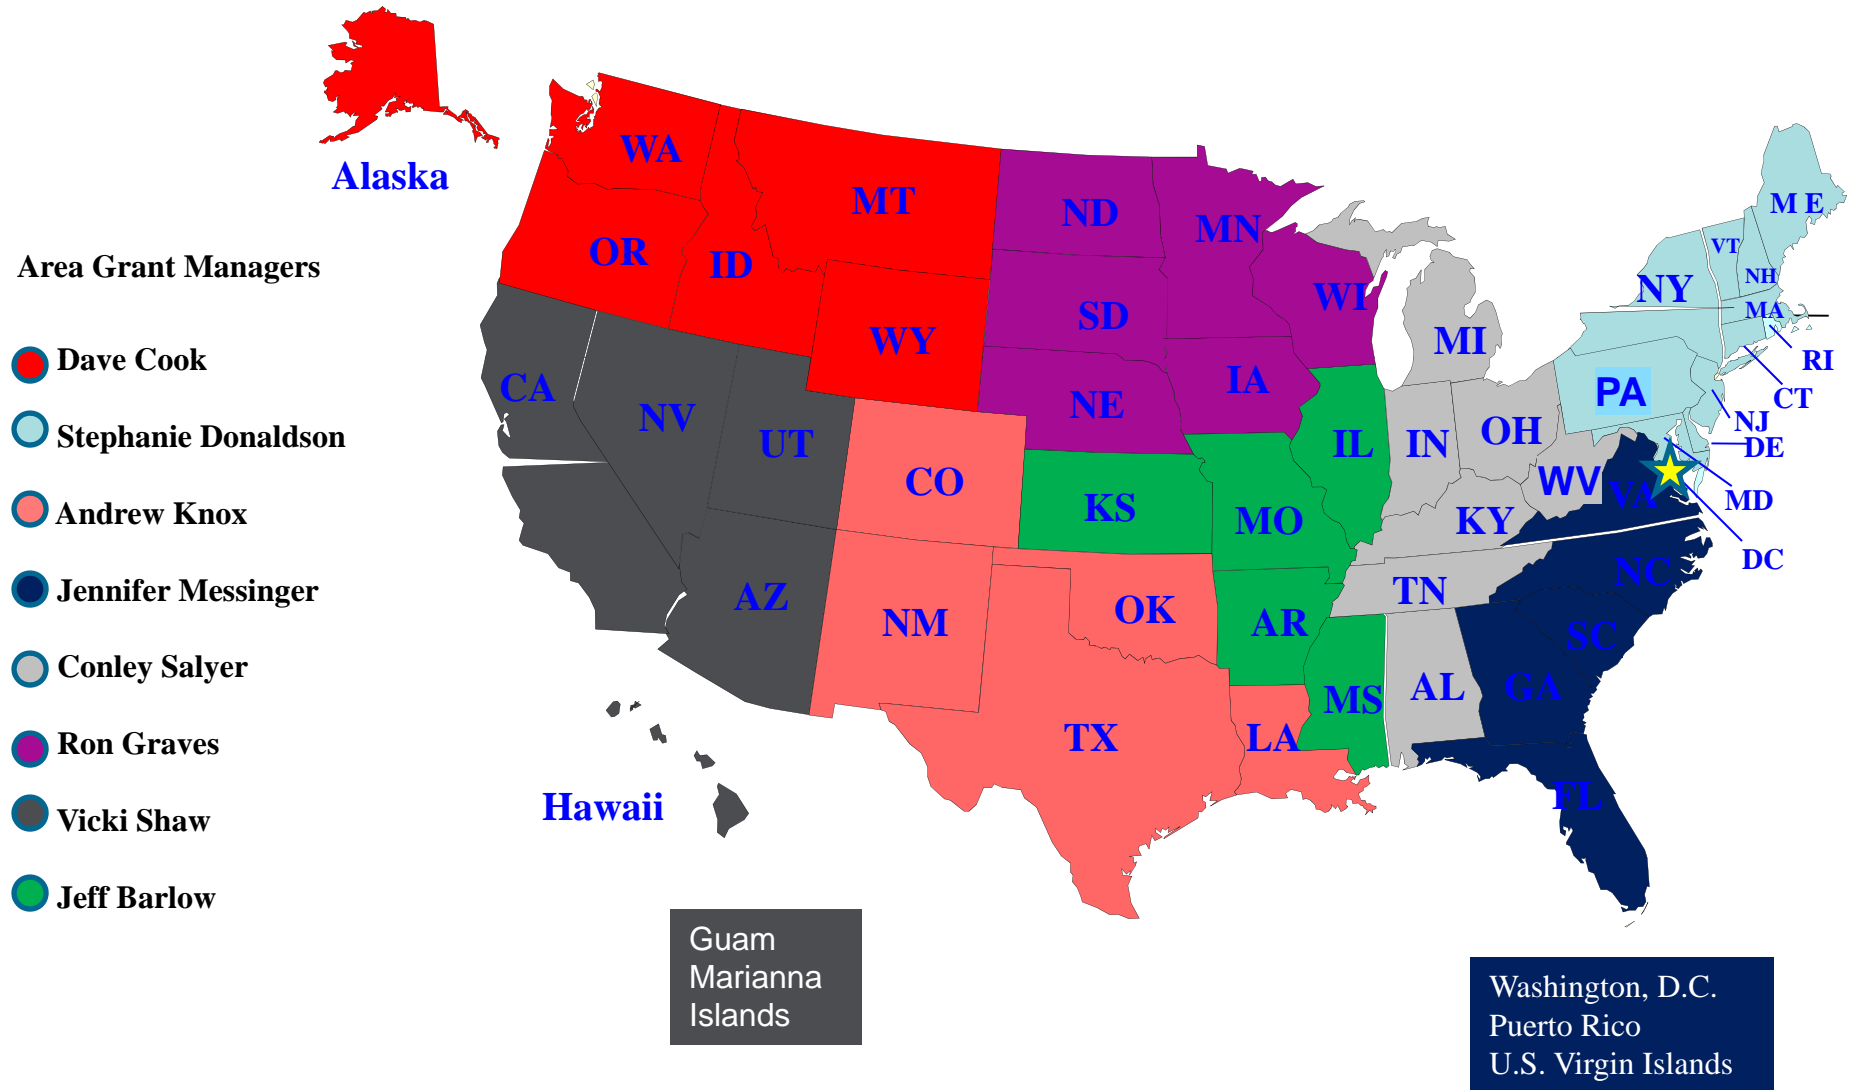 Alaska
WA
MT
ND
MN
M E
OR
ID
VT
NH
Area Grant Managers
NY
SD
WI
MA
WY
MI
RI
Dave Cook
CA
NV
NE
IA
PA
CT
NJ
Stephanie Donaldson
UT
IL
IN
OH
DE
CO
WV
VA
MD
Andrew Knox
KS
MO
KY
DC
Jennifer Messinger
AZ
NM
OK
AR
TN
NC
SC
Conley Salyer
TX
LA
MS
AL
GA
Ron Graves
Hawaii
FL
Vicki Shaw
Jeff Barlow
Guam
Marianna
Islands
Washington, D.C.
Puerto Rico
U.S. Virgin Islands